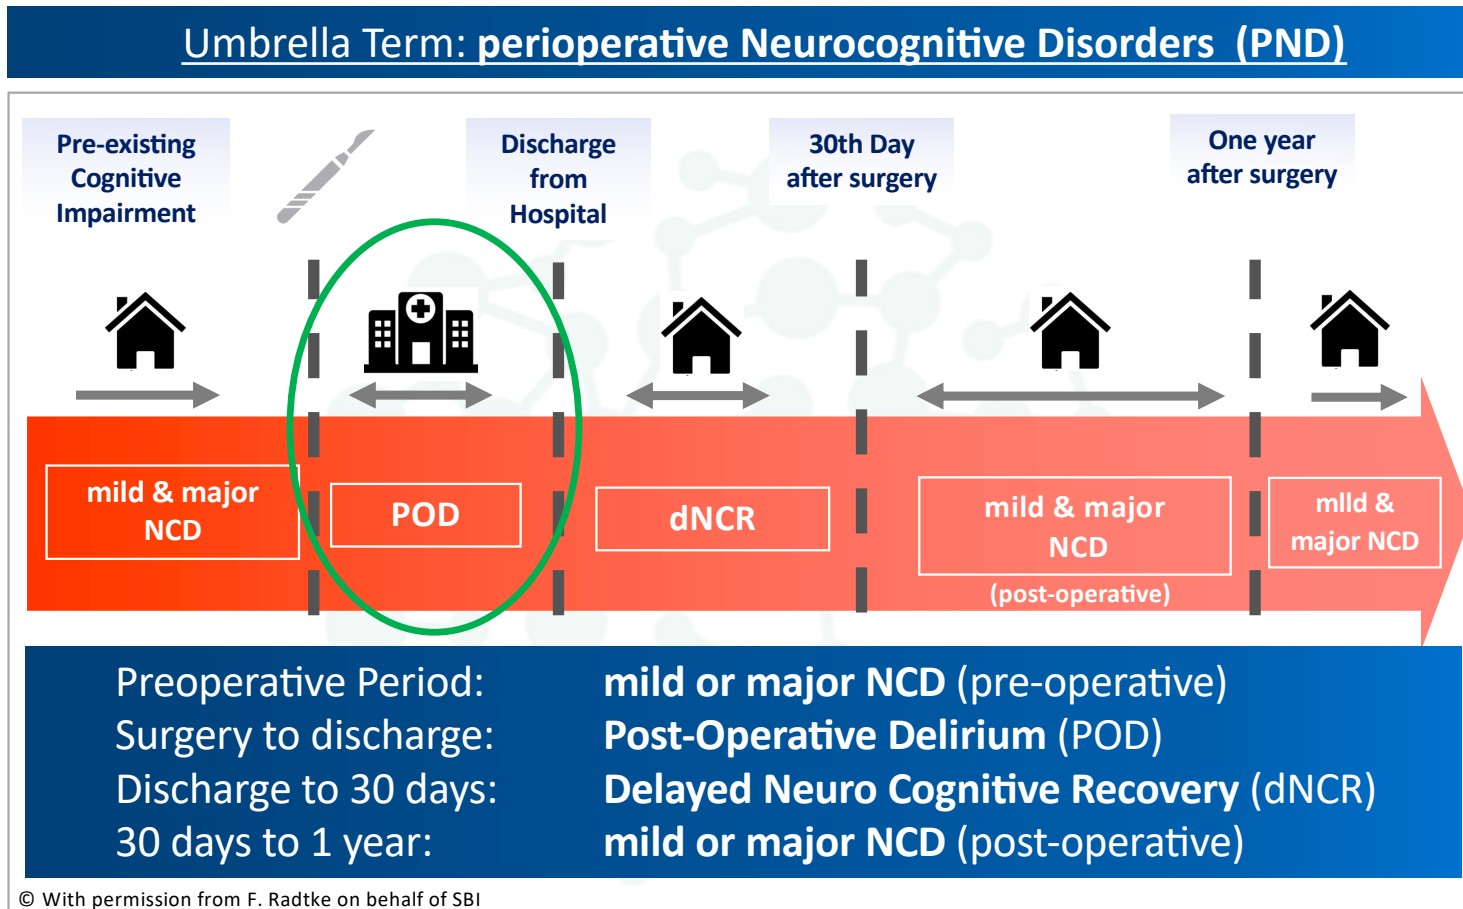 Umbrella Term: perioperative Neurocognitive Disorders (PND)
Pre-existing
Cognitive
Impairment
Discharge
from
Hospital
30th Day
after surgery
One year
after surgery
mild & major
NCD
POD
dNCR
mild & major
NCD
(post-operative)
mlld &
major NCD
Preoperative Period: mild or major NCD (pre-operative)
Surgery to discharge: Post-Operative Delirium (POD)
Discharge to 30 days: Delayed Neuro Cognitive Recovery (dNCR)
30 days to 1 year: mild or major NCD (post-operative)
© With permission from F. Radtke on behalf of SBI